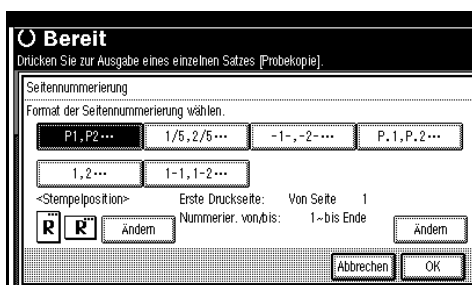 Bereit
Drücken Sie zur Ausgabe eines einzelnen Satzes [Probekopie].
Seitennummerierung
Format der Seitennummerierung wählen.
P1,P2··· 1/5,2/5··· -1-,-2-··· P.1,P.2···
1,2··· 1-1,1-2···
<Stempelposition> Erste Druckseite: Von Seite 1
R R Ändern Nummerier. von/bis: 1~bis Ende Ändern
Abbrechen OK